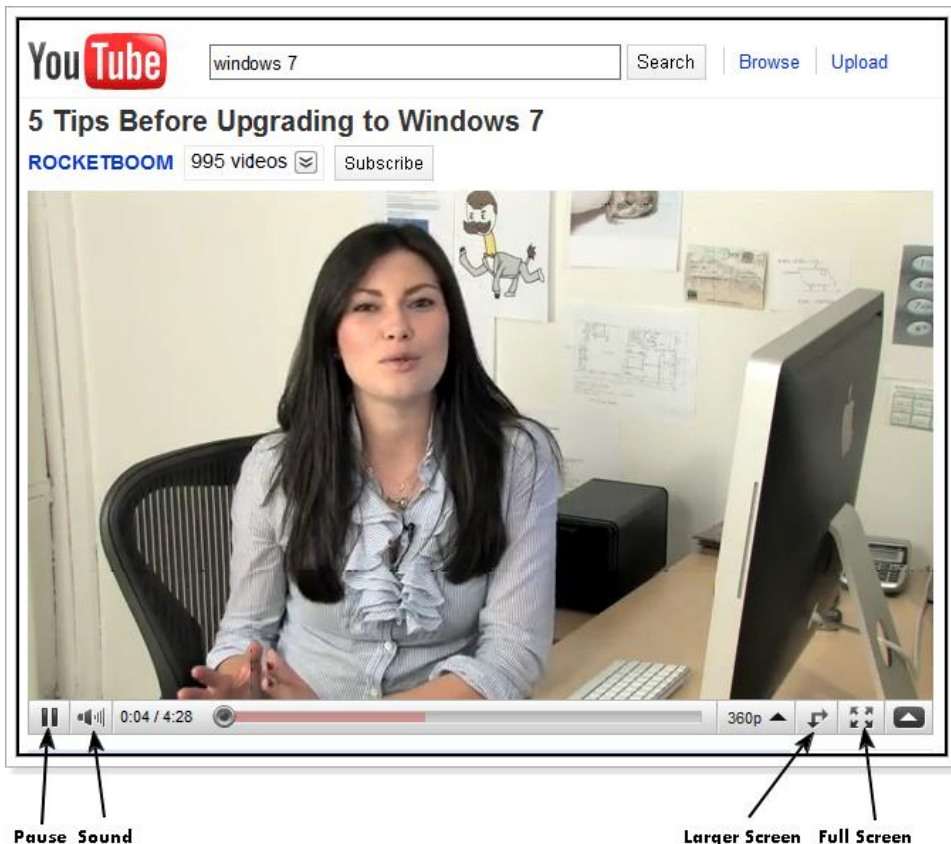 YouTube
windows 7 Search Browse Upload
5 Tips Before Upgrading to Windows 7
ROCKETBOOM 995 videos Subscribe
0:04 / 4:28 360p
Pause Sound Larger Screen Full Screen